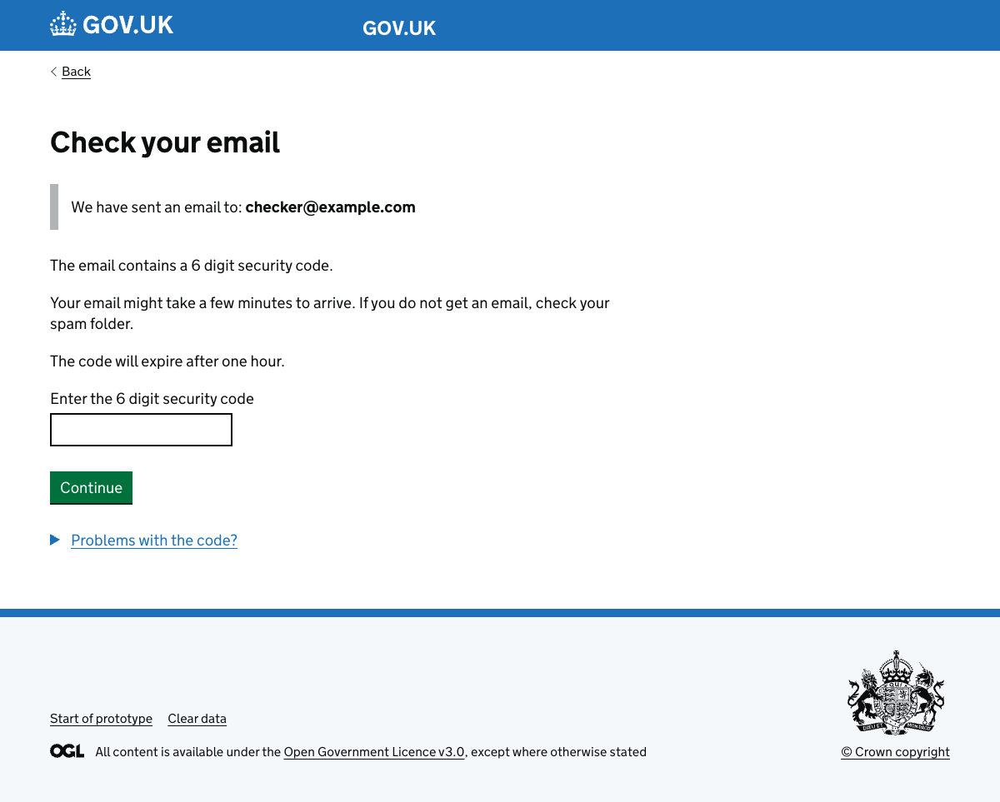 GOV.UK
GOV.UK
Back
Check your email
We have sent an email to: checker@example.com
The email contains a 6 digit security code.
Your email might take a few minutes to arrive. If you do not get an email, check your
spam folder.
The code will expire after one hour.
Enter the 6 digit security code
Continue
Problems with the code?
Start of prototype
Clear data
OGL All content is available under the Open Government Licence v3.0, except where otherwise stated
© Crown copyright